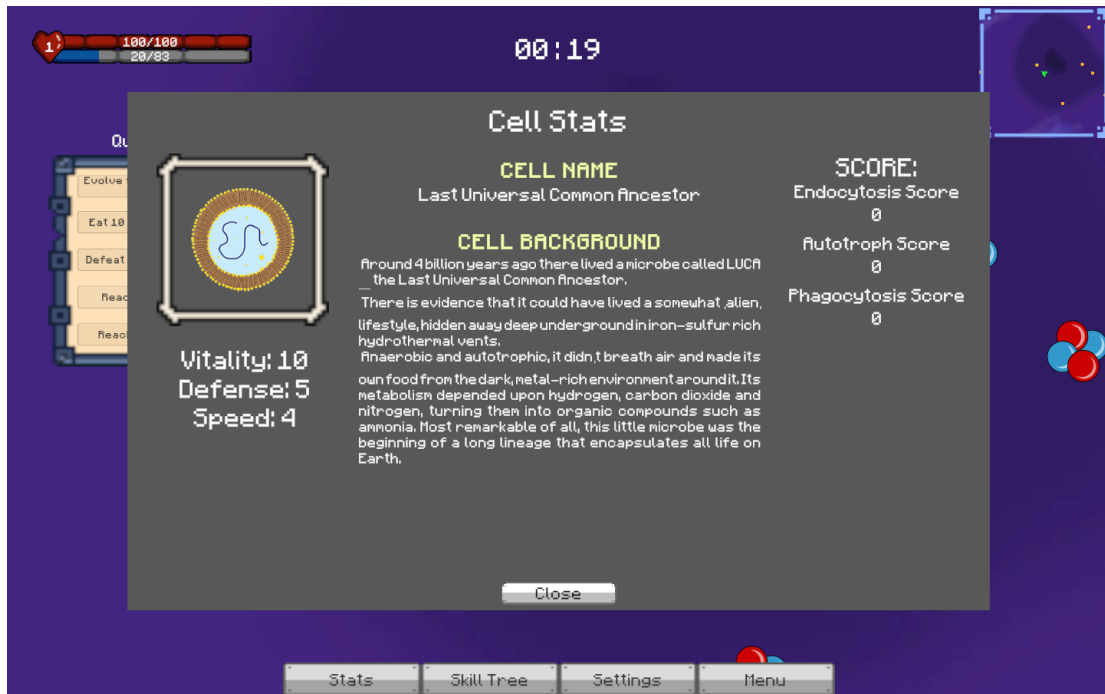 1
100/100
20/83
00:19
Cell Stats
Qu
Evolve
Eat 10
Defeat
Reac
Reac
Vitality: 10
Defense: 5
Speed: 4
CELL NAME
Last Universal Common Ancestor
CELL BACKGROUND
Around 4 billion years ago there lived a microbe called LUCA
_ the Last Universal Common Ancestor.
There is evidence that it could have lived a somewhat ‚alien,
lifestyle, hidden away deep underground in iron-sulfur rich
hydrothermal vents.
Anaerobic and autotrophic, it didn‚t breath air and made its
own food from the dark, metal-rich environment around it. Its
metabolism depended upon hydrogen, carbon dioxide and
nitrogen, turning them into organic compounds such as
ammonia. Most remarkable of all, this little microbe was the
beginning of a long lineage that encapsulates all life on
Earth.
SCORE:
Endocytosis Score
0
Autotroph Score
0
Phagocytosis Score
0
Close
Stats
Skill Tree
Settings
Menu